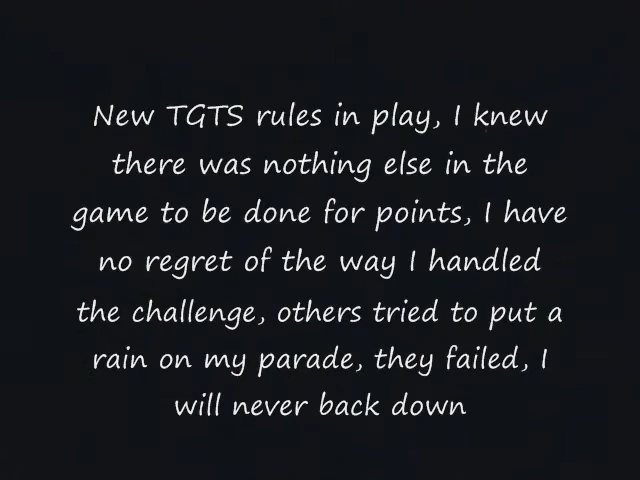 New TGTS rules in play, I knew
there was nothing else in the
game to be done for points, I have
no regret of the way I handled
the challenge, others tried to put a
rain on my parade, they failed, I
will never back down